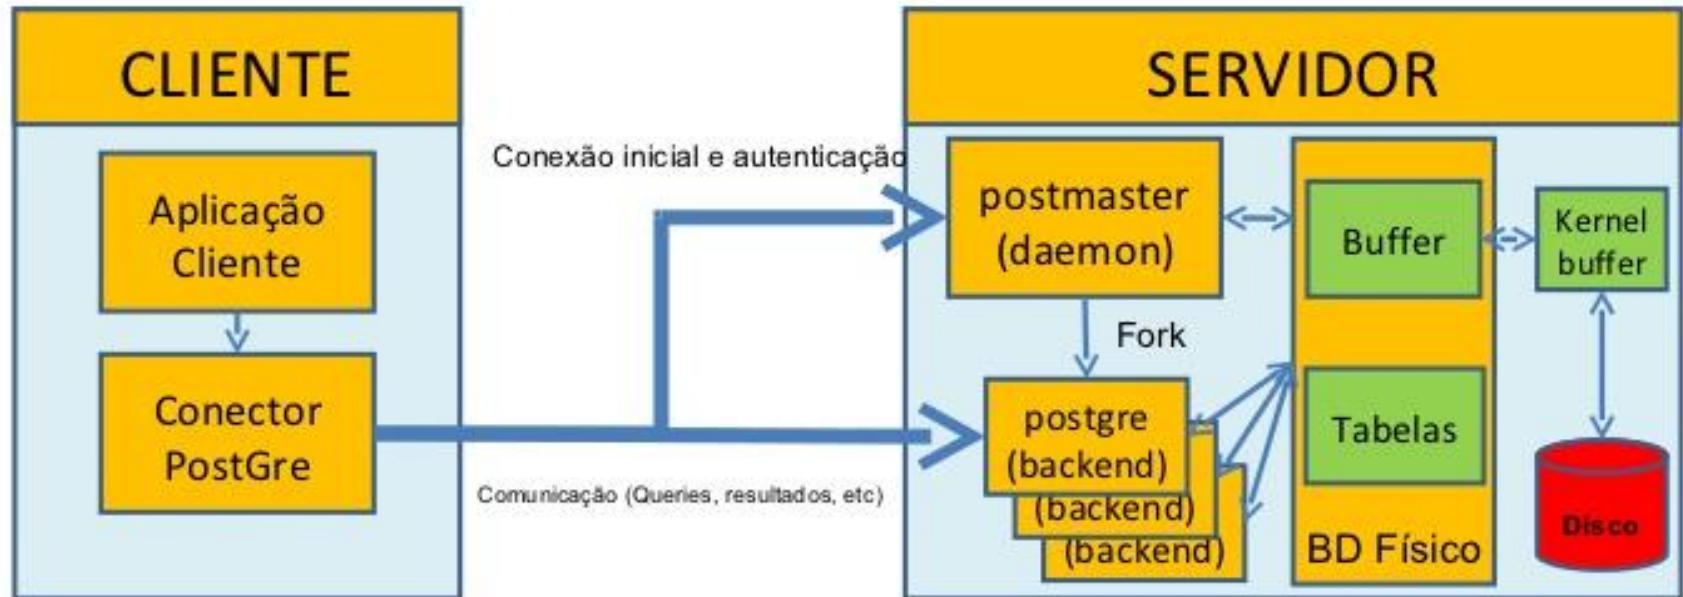 CLIENTE
Aplicação
Cliente
Conector
PostGre
Conexão inicial e autenticação
Comunicação (Queries, resultados, etc)
SERVIDOR
postmaster
(daemon)
Fork
postgre
(backend)
(backend)
(backend)
Buffer
Tabelas
BD Físico
Kernel
buffer
Disco